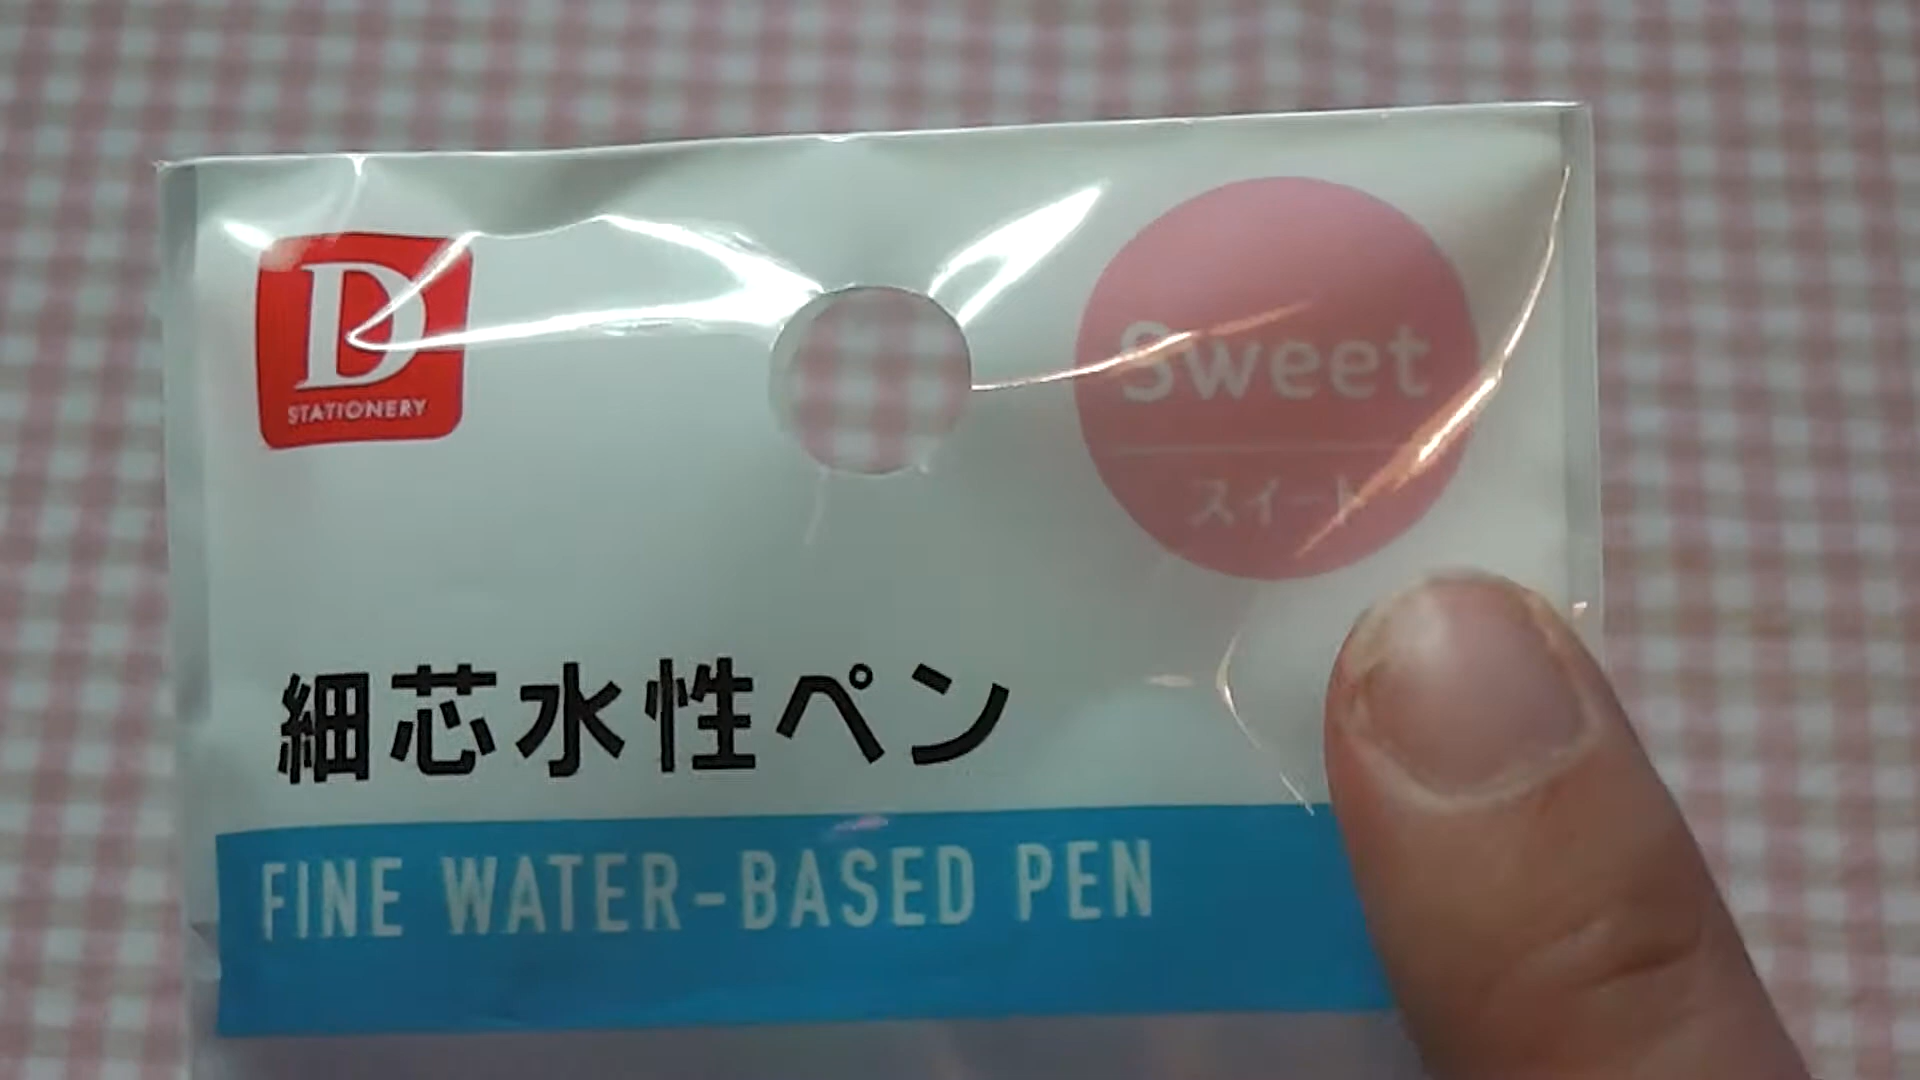 D
STATIONERY
Sweet
スイート
細芯水性ペン
FINE WATER-BASED PEN